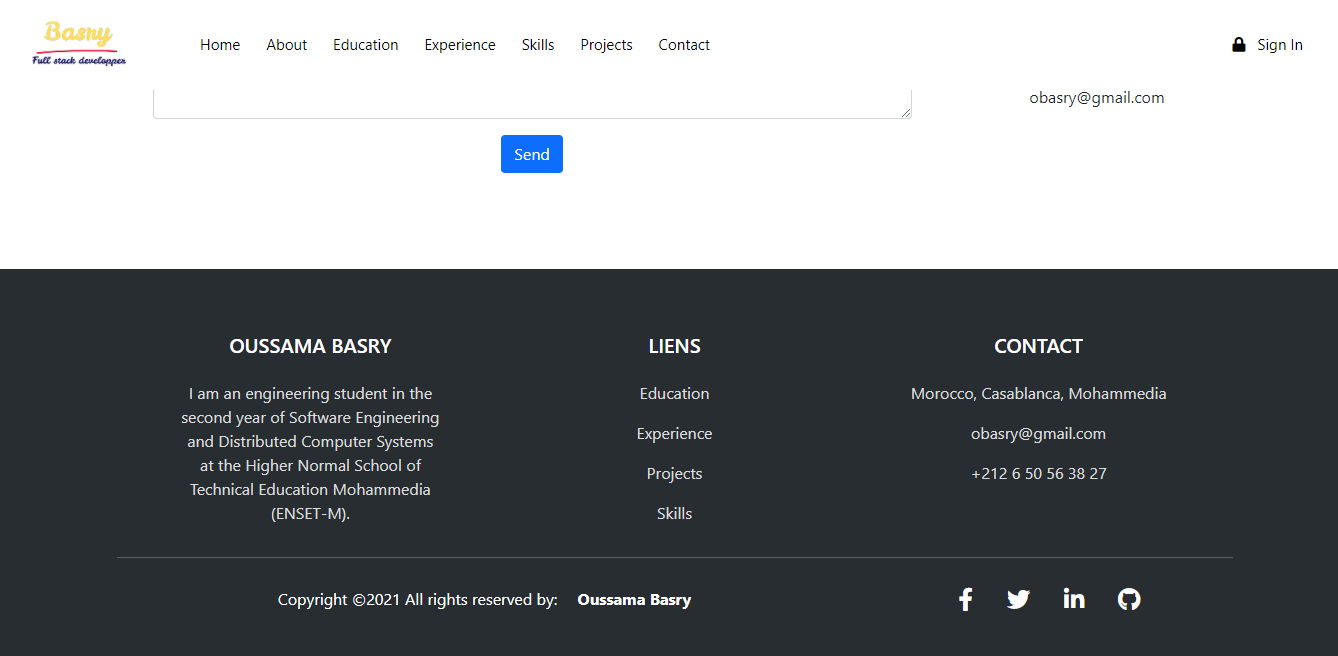 Basry
Full stack developper
Home About Education Experience Skills Projects Contact Sign In
obasry@gmail.com
Send
OUSSAMA BASRY
I am an engineering student in the
second year of Software Engineering
and Distributed Computer Systems
at the Higher Normal School of
Technical Education Mohammedia
(ENSET-M).
LIENS
Education
Experience
Projects
Skills
CONTACT
Morocco, Casablanca, Mohammedia
obasry@gmail.com
+212 6 50 56 38 27
Copyright ©2021 All rights reserved by: Oussama Basry